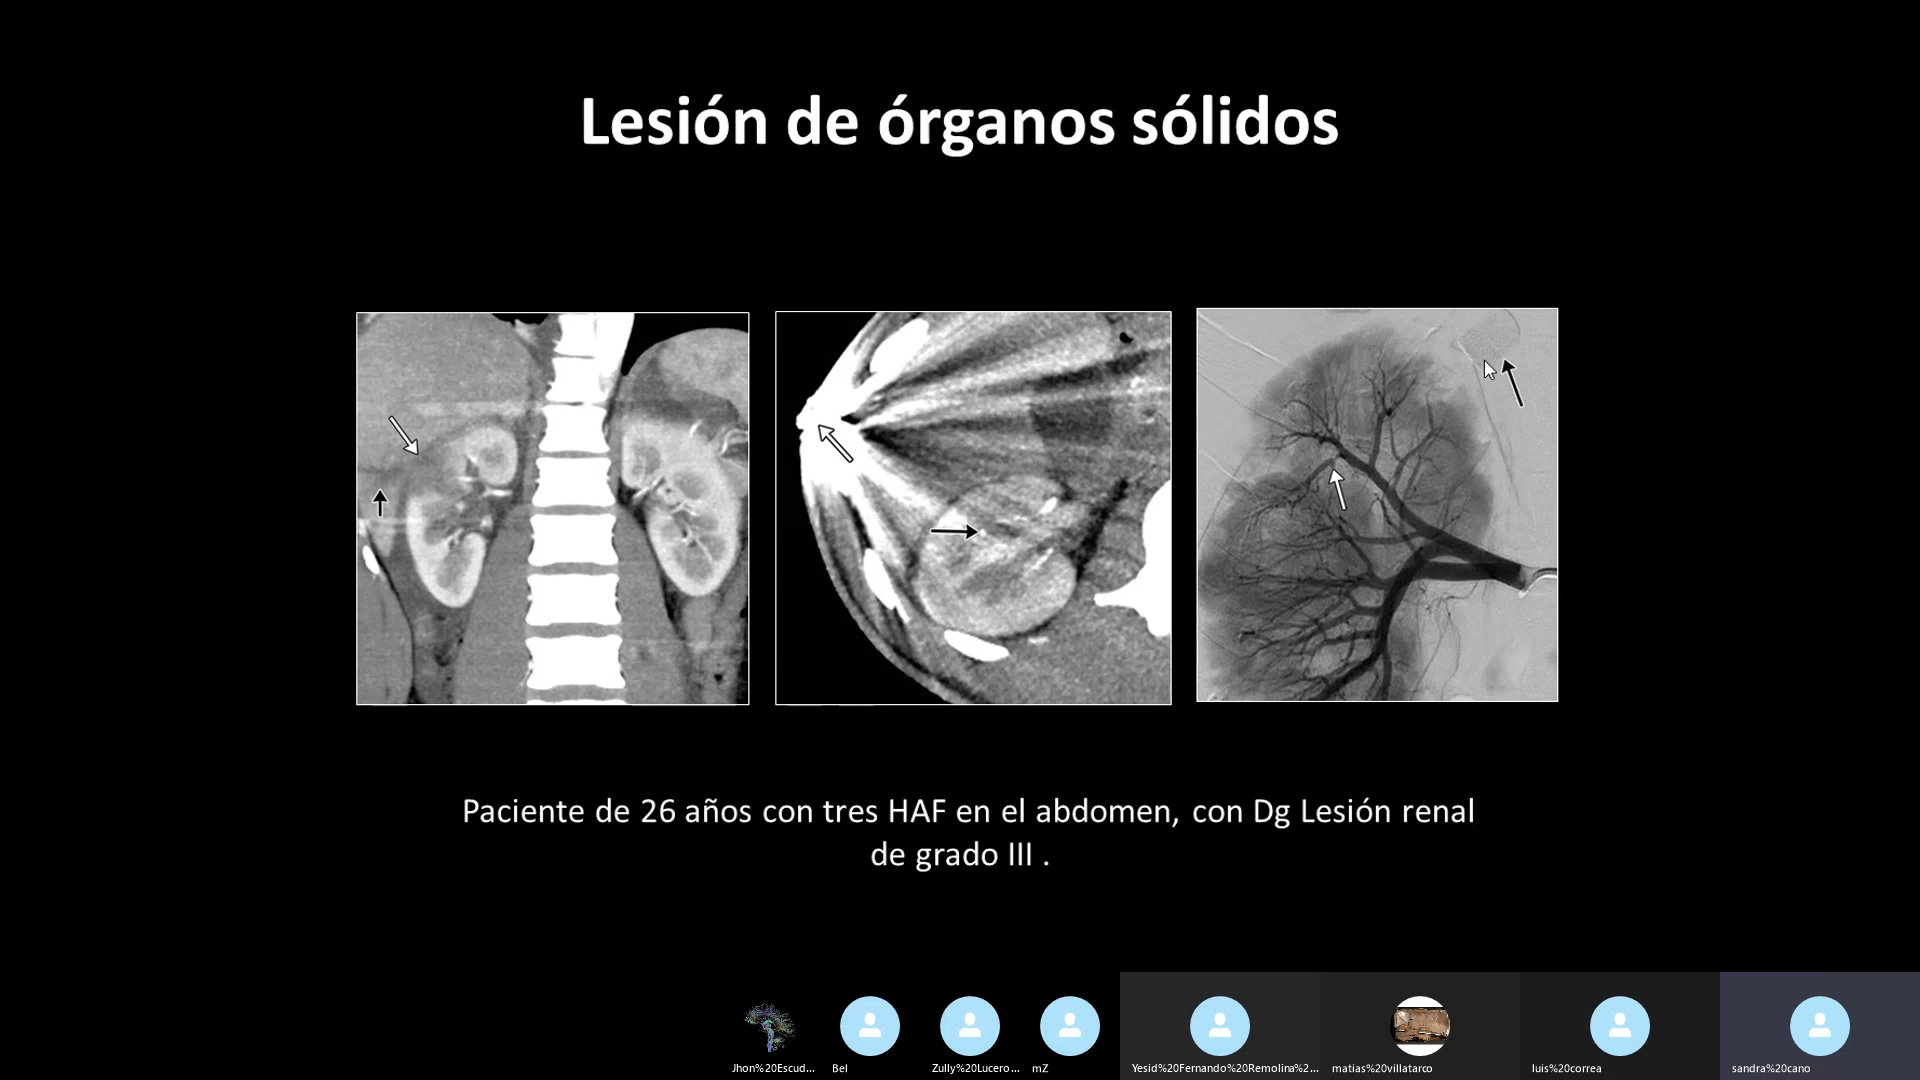 Lesión de órganos sólidos
Paciente de 26 años con tres HAF en el abdomen, con Dg Lesión renal
de grado III .
Jhon%20Escud...
Bel
Zully%20Lucero...
mZ
Yesid%20Fernando%20Remolina%2...
matias%20villatarco
luis%20correa
sandra%20cano